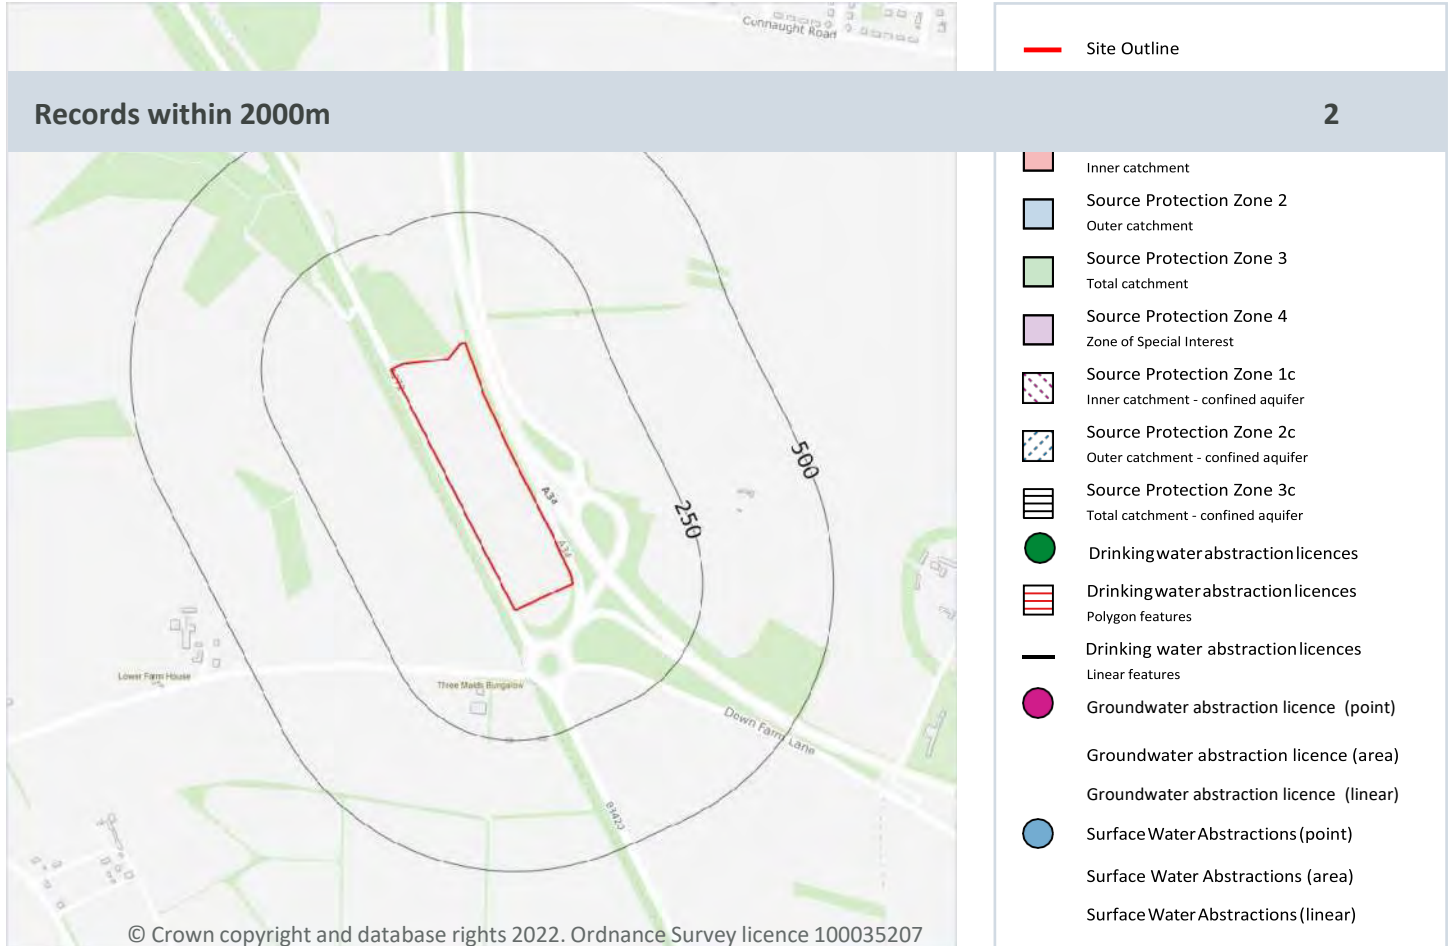 Connaught Road
Site Outline
Records within 2000m 2
Inner catchment
Source Protection Zone 2
Outer catchment
Source Protection Zone 3
Total catchment
Source Protection Zone 4
Zone of Special Interest
Source Protection Zone 1c
Inner catchment - confined aquifer
Source Protection Zone 2c
Outer catchment - confined aquifer
Source Protection Zone 3c
Total catchment - confined aquifer
Drinking water abstraction licences
Drinking water abstraction licences
Polygon features
Drinking water abstraction licences
Linear features
Groundwater abstraction licence (point)
Groundwater abstraction licence (area)
Groundwater abstraction licence (linear)
Surface Water Abstractions (point)
Surface Water Abstractions (area)
Surface Water Abstractions (linear)
500
250
A34
A34
Lower Farm House
Three Maids Bungalow
Down Farm Lane
B3420
© Crown copyright and database rights 2022. Ordnance Survey licence 100035207